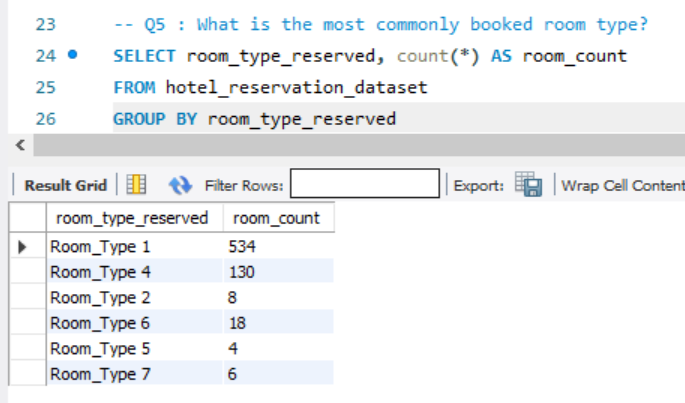 23 -- Q5 : What is the most commonly booked room type?
24 SELECT room_type_reserved, count(*) AS room_count
25 FROM hotel_reservation_dataset
26 GROUP BY room_type_reserved
Result Grid Filter Rows: Export: Wrap Cell Content
room_type_reserved room_count
Room_Type 1 534
Room_Type 4 130
Room_Type 2 8
Room_Type 6 18
Room_Type 5 4
Room_Type 7 6